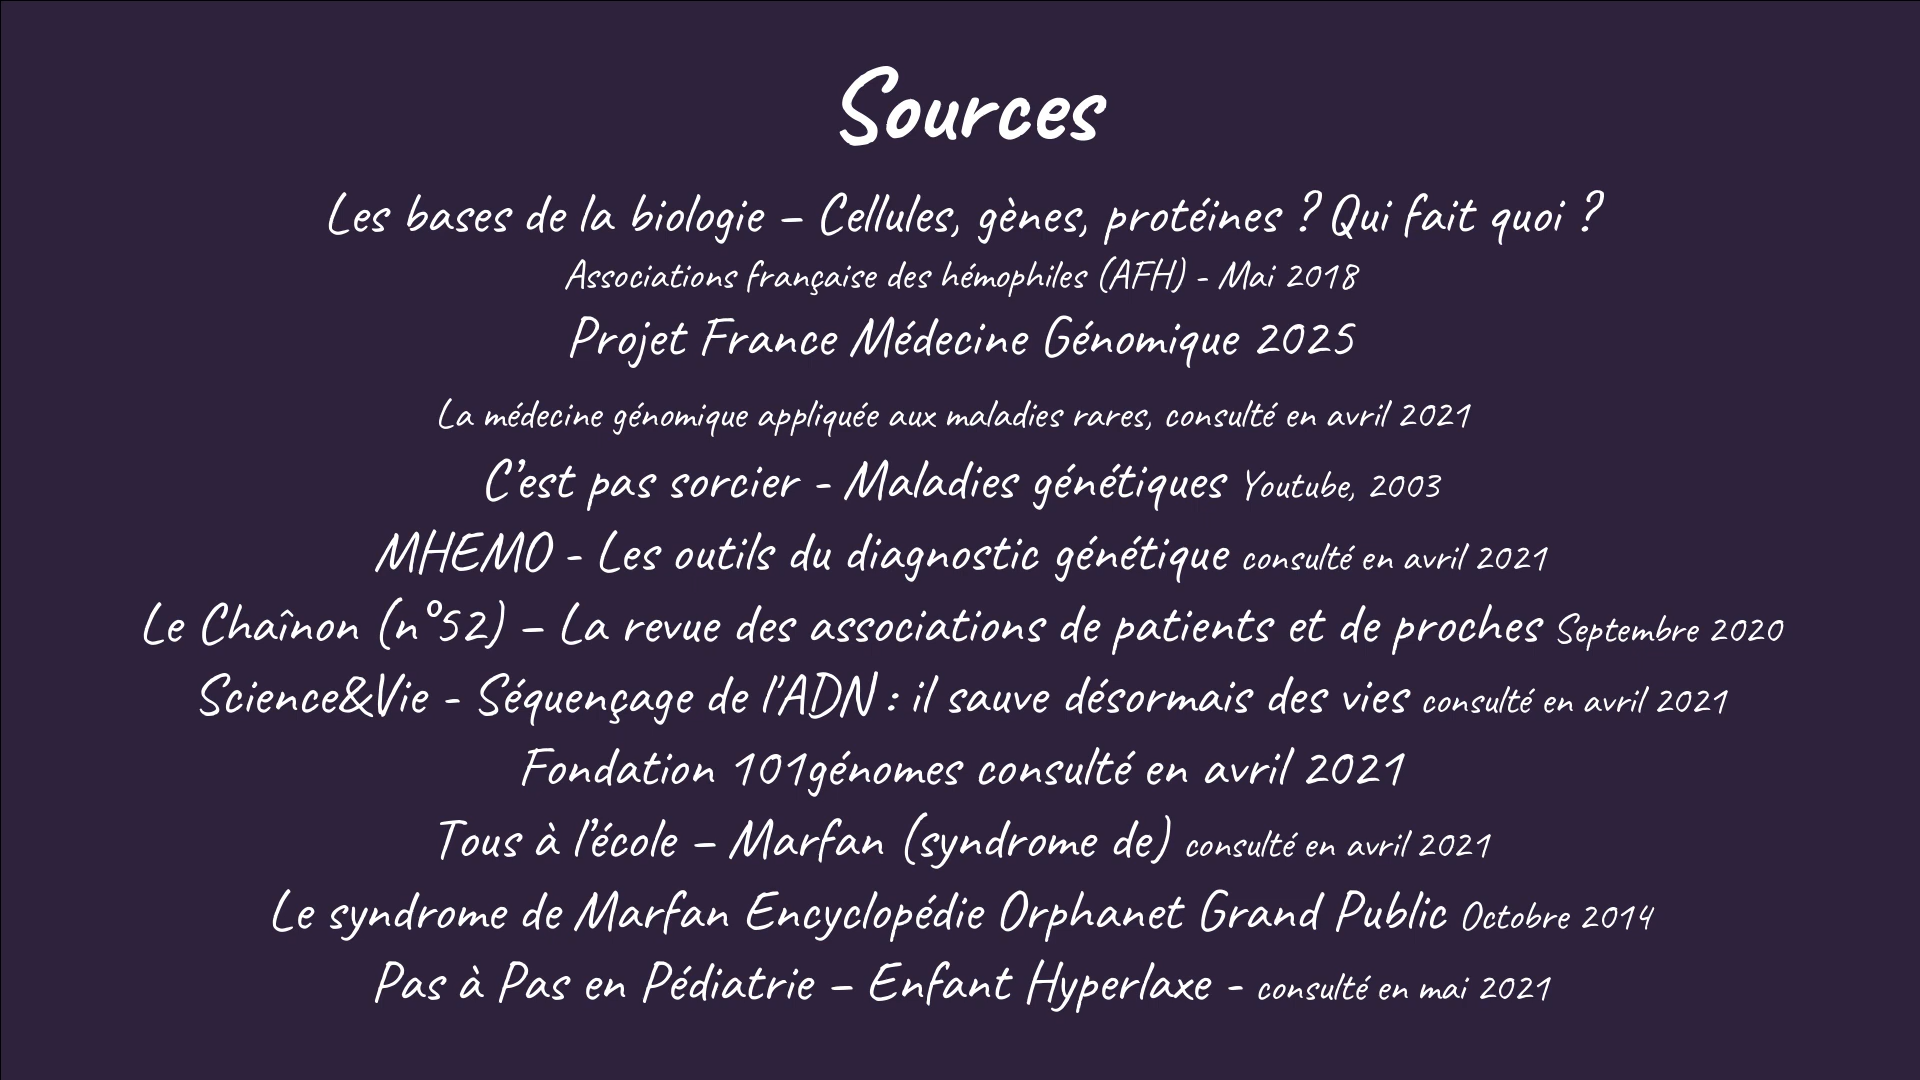 Sources
Les bases de la biologie – Cellules, gènes, protéines ? Qui fait quoi ?
Associations française des hémophiles (AFH) - Mai 2018
Projet France Médecine Génomique 2025
La médecine génomique appliquée aux maladies rares, consulté en avril 2021
C’est pas sorcier - Maladies génétiques Youtube, 2003
MHEMO - Les outils du diagnostic génétique consulté en avril 2021
Le Chaînon (n°52) – La revue des associations de patients et de proches Septembre 2020
Science&Vie - Séquençage de l'ADN : il sauve désormais des vies consulté en avril 2021
Fondation 101génomes consulté en avril 2021
Tous à l’école – Marfan (syndrome de) consulté en avril 2021
Le syndrome de Marfan Encyclopédie Orphanet Grand Public Octobre 2014
Pas à Pas en Pédiatrie – Enfant Hyperlaxe - consulté en mai 2021